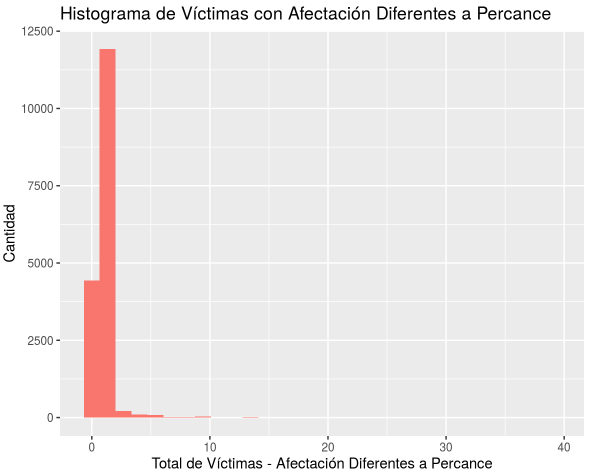 Histograma de Víctimas con Afectación Diferentes a Percance
12500
10000
7500
5000
2500
0
Cantidad
0 10 20 30 40
Total de Víctimas - Afectación Diferentes a Percance